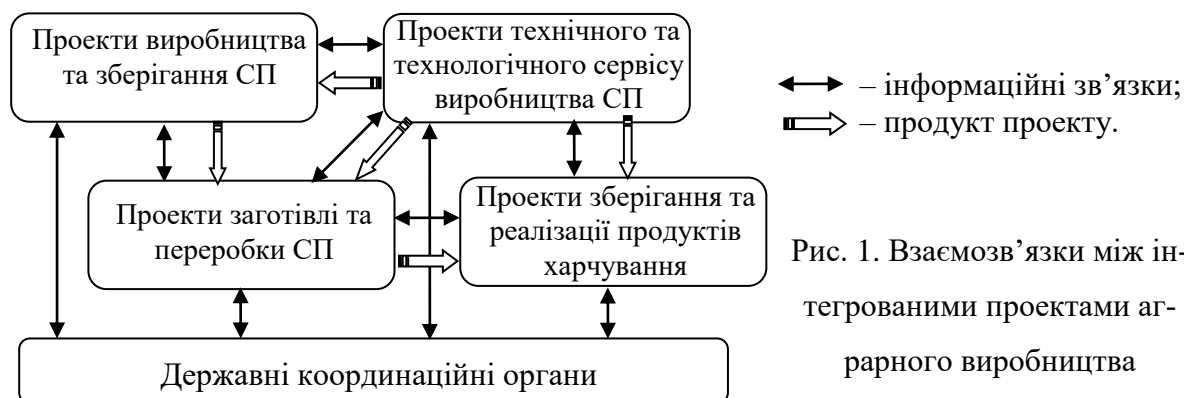 Проекти виробництва
та зберігання СП
Проекти технічного та
технологічного сервісу
виробництва СП
– інформаційні зв’язки;
– продукт проекту.
Проекти заготівлі та
переробки СП
Проекти зберігання та
реалізації продуктів
харчування
Рис. 1. Взаємозв’язки між ін-
тегрованими проектами аг-
рарного виробництва
Державні координаційні органи